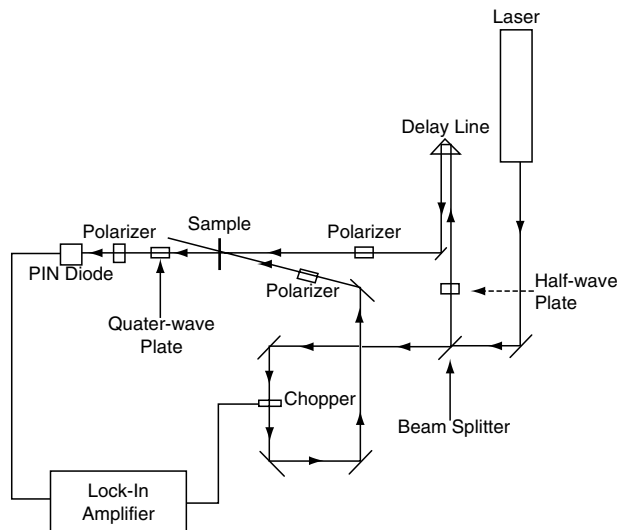 Laser
Delay Line
Sample
Polarizer
Polarizer
PIN Diode
Polarizer
Half-wave
Plate
Quater-wave
Plate
Chopper
Beam Splitter
Lock-In
Amplifier